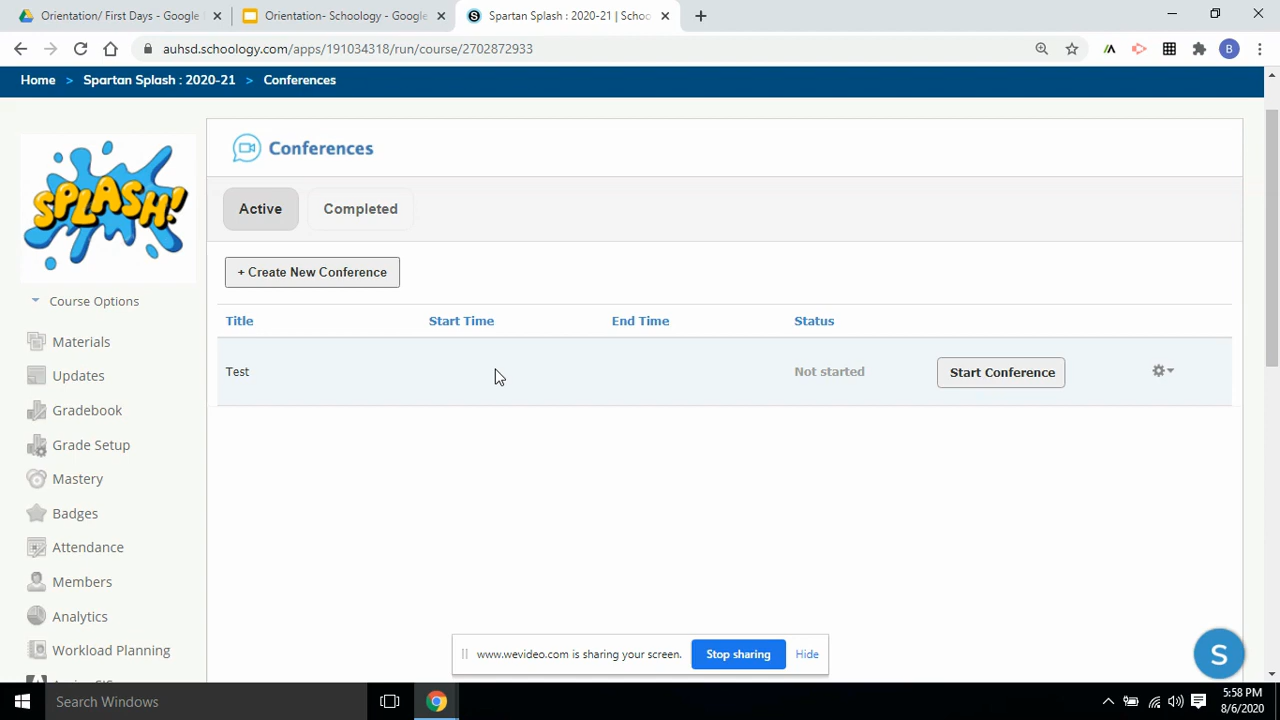 Orientation/ First Days - Google
Orientation- Schoology - Google
Spartan Splash : 2020-21 | Schoo
auhsd.schoology.com/apps/191034318/run/course/2702872933
B
Home > Spartan Splash : 2020-21 > Conferences
SPLASH!
Conferences
Active
Completed
+ Create New Conference
Title
Start Time
End Time
Status
Test
Not started
Start Conference
Course Options
Materials
Updates
Gradebook
Grade Setup
Mastery
Badges
Attendance
Members
Analytics
Workload Planning
www.wevideo.com is sharing your screen.
Stop sharing
Hide
S
Search Windows
5:58 PM
8/6/2020